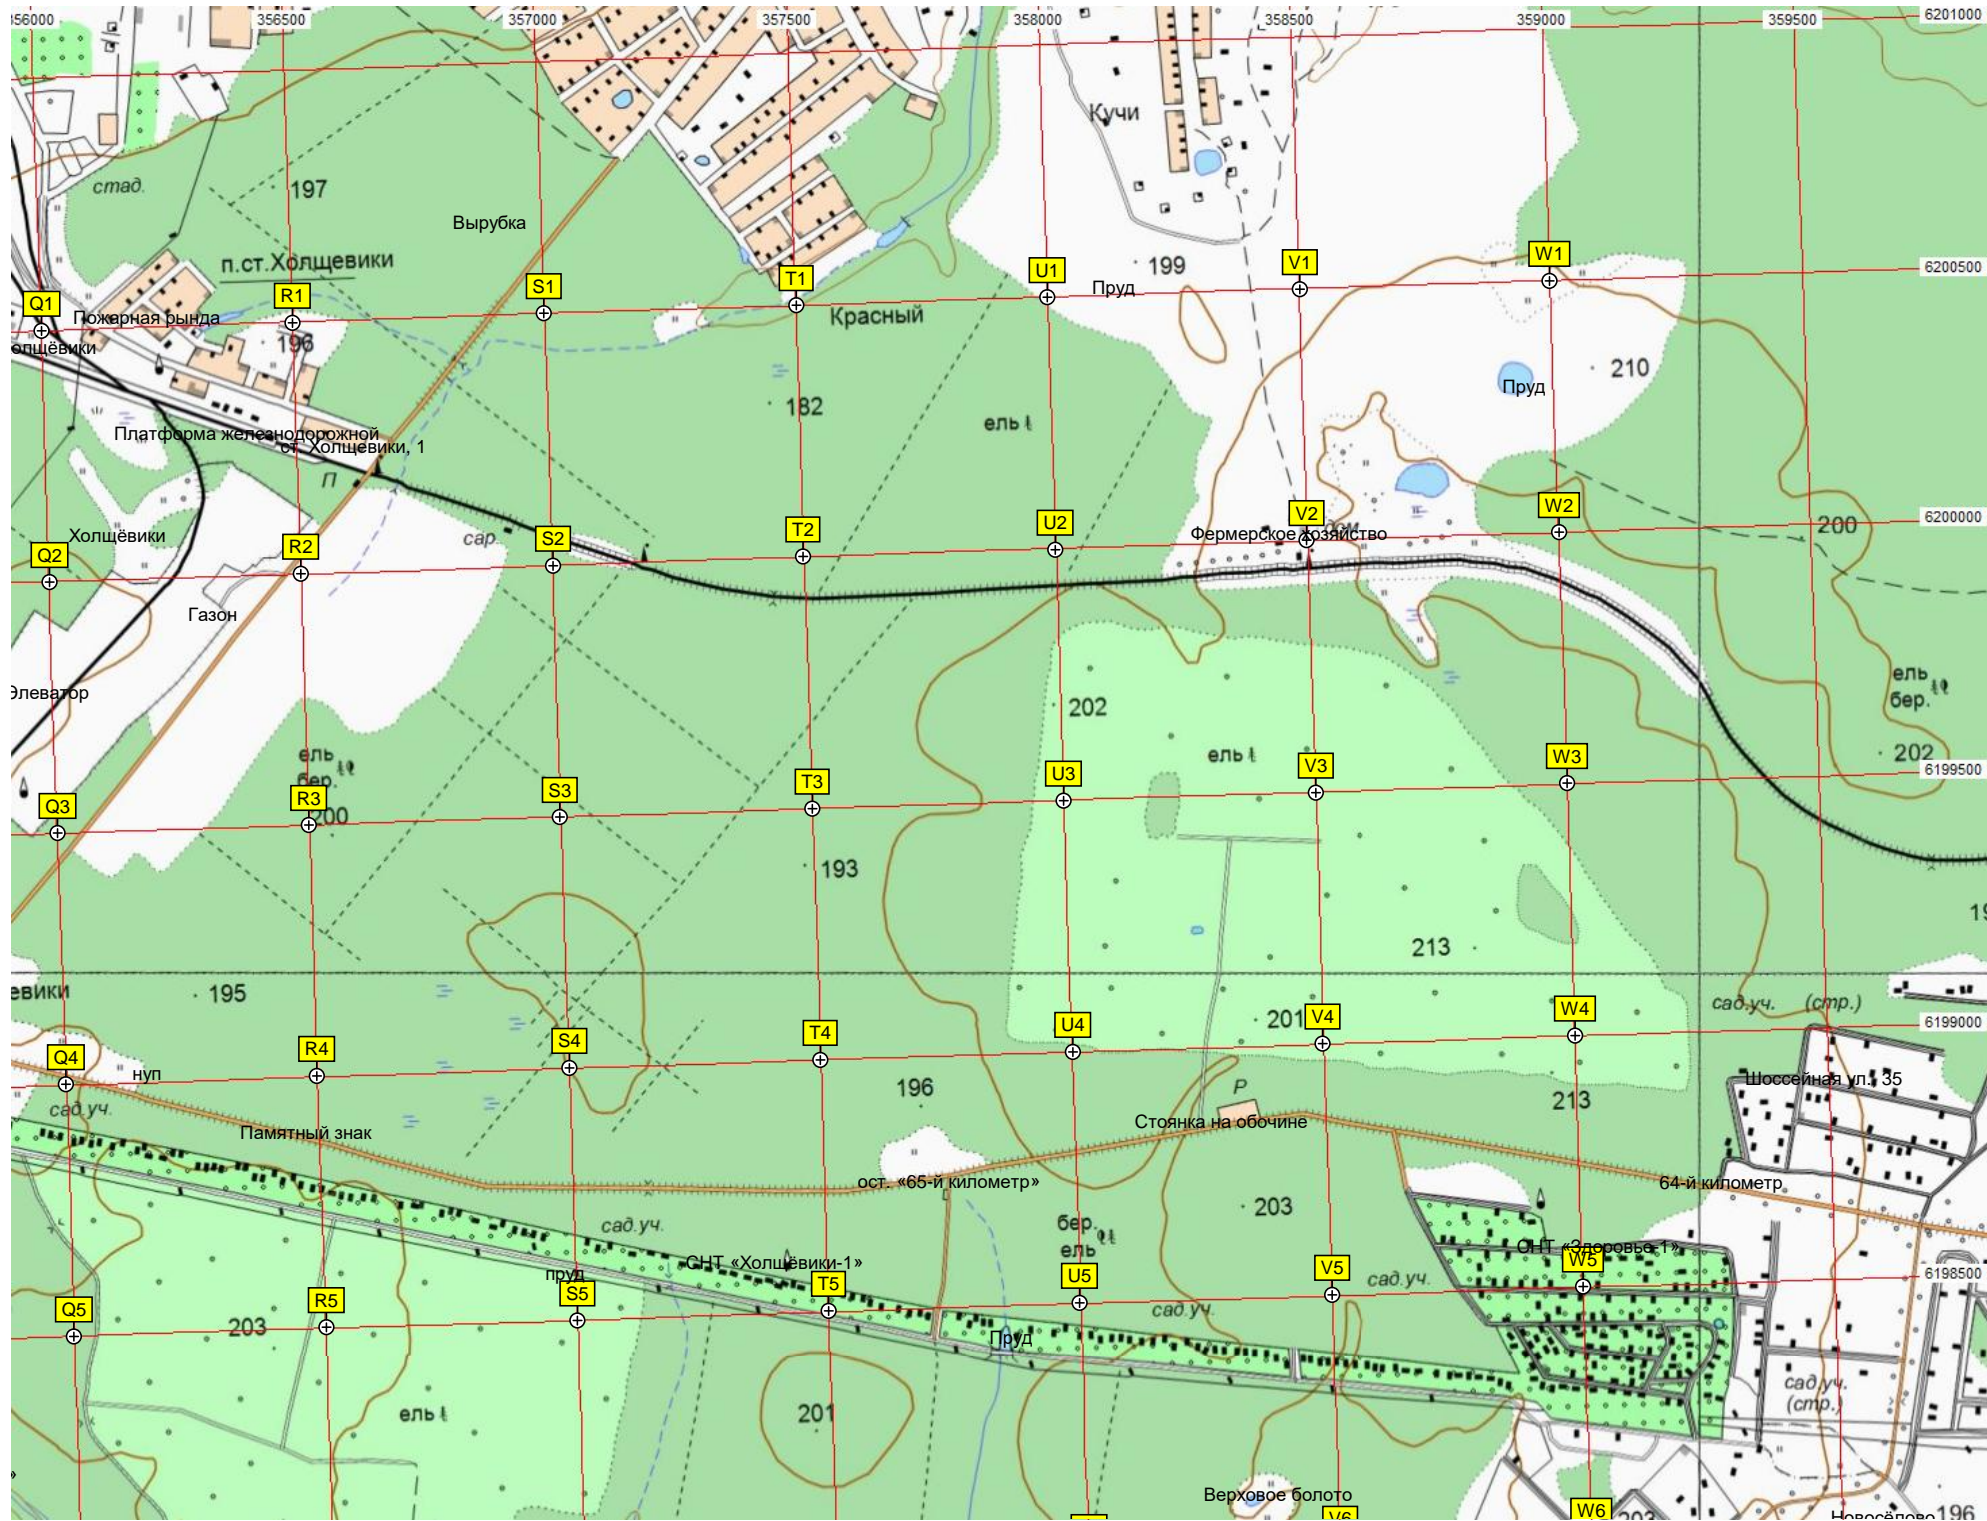 356000 356500 357000 357500 358000 358500 359000 359500 6201000
Кучи
стад.
197
Вырубка
п.ст.Холщевики
199
Q1 R1 S1 T1 U1 V1 W1 6200500
Пожарная рында
Красный
Пруд
196
олщёвики
210
Пруд
182
ель
Платформа железнодорожной
ст. Холщевики, 1
П
Холщёвики
сар.
дом
Фермерское хозяйство
200
Q2 R2 S2 T2 U2 V2 W2 6200000
Газон
Элеватор
202
ель
бер.
ель
бер.
ель
202
Q3 R3 S3 T3 U3 V3 W3 6199500
200
193
213
евики
195
201
сад.уч. (стр.)
Q4 R4 S4 T4 U4 V4 W4 6199000
нуп
196
Р
213
Шоссейная ул., 35
сад.уч.
Памятный знак
Стоянка на обочине
ост. «65-й километр»
64-й километр
203
сад.уч.
бер.
ель
СНТ «Холщёвики-1»
СНТ «Здоровье-1»
пруд
сад.уч.
Q5 R5 S5 T5 U5 V5 W5 6198500
203
сад.уч.
Пруд
ель
201
сад.уч.
(стр.)
»
Верховое болото
V6 W6
203
Новосёлово
196